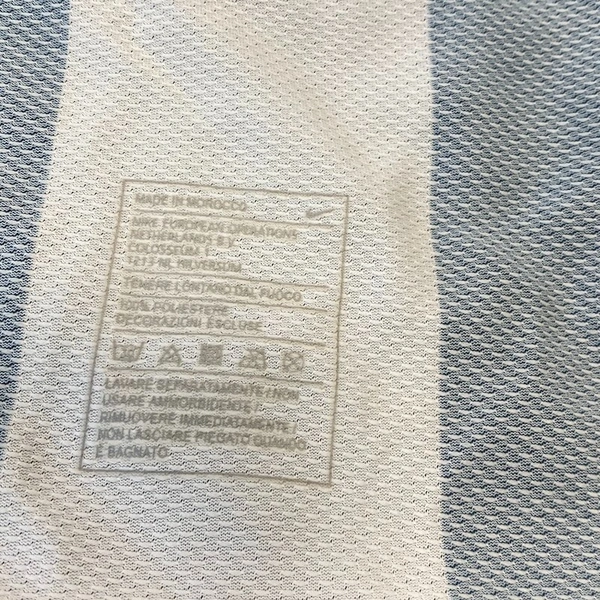 MADE IN MOROCCO
NIKE EUROPEAN OPERATIONS
NETHERLANDS B.V.
COLOSSEUM 1
1213 NL HILVERSUM
TENERE LONTANO DAL FUOCO
100% POLIESTERE
DECORAZIONI ESCLUSE
LAVARE SEPARATAMENTE / NON
USARE AMMORBIDENTE /
RIMUOVERE IMMEDIATAMENTE /
NON LASCIARE PIEGATO QUANDO
È BAGNATO